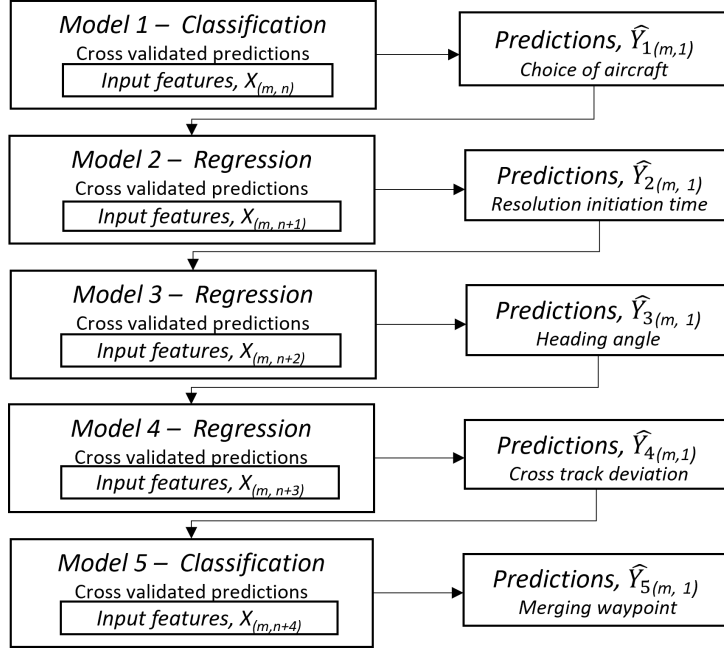 Model 1 – Classification
Cross validated predictions
Input features, X(m, n)
Predictions, Ŷ1(m,1)
Choice of aircraft
Model 2 – Regression
Cross validated predictions
Input features, X(m, n+1)
Predictions, Ŷ2(m, 1)
Resolution initiation time
Model 3 – Regression
Cross validated predictions
Input features, X(m, n+2)
Predictions, Ŷ3(m, 1)
Heading angle
Model 4 – Regression
Cross validated predictions
Input features, X(m, n+3)
Predictions, Ŷ4(m,1)
Cross track deviation
Model 5 – Classification
Cross validated predictions
Input features, X(m,n+4)
Predictions, Ŷ5(m, 1)
Merging waypoint